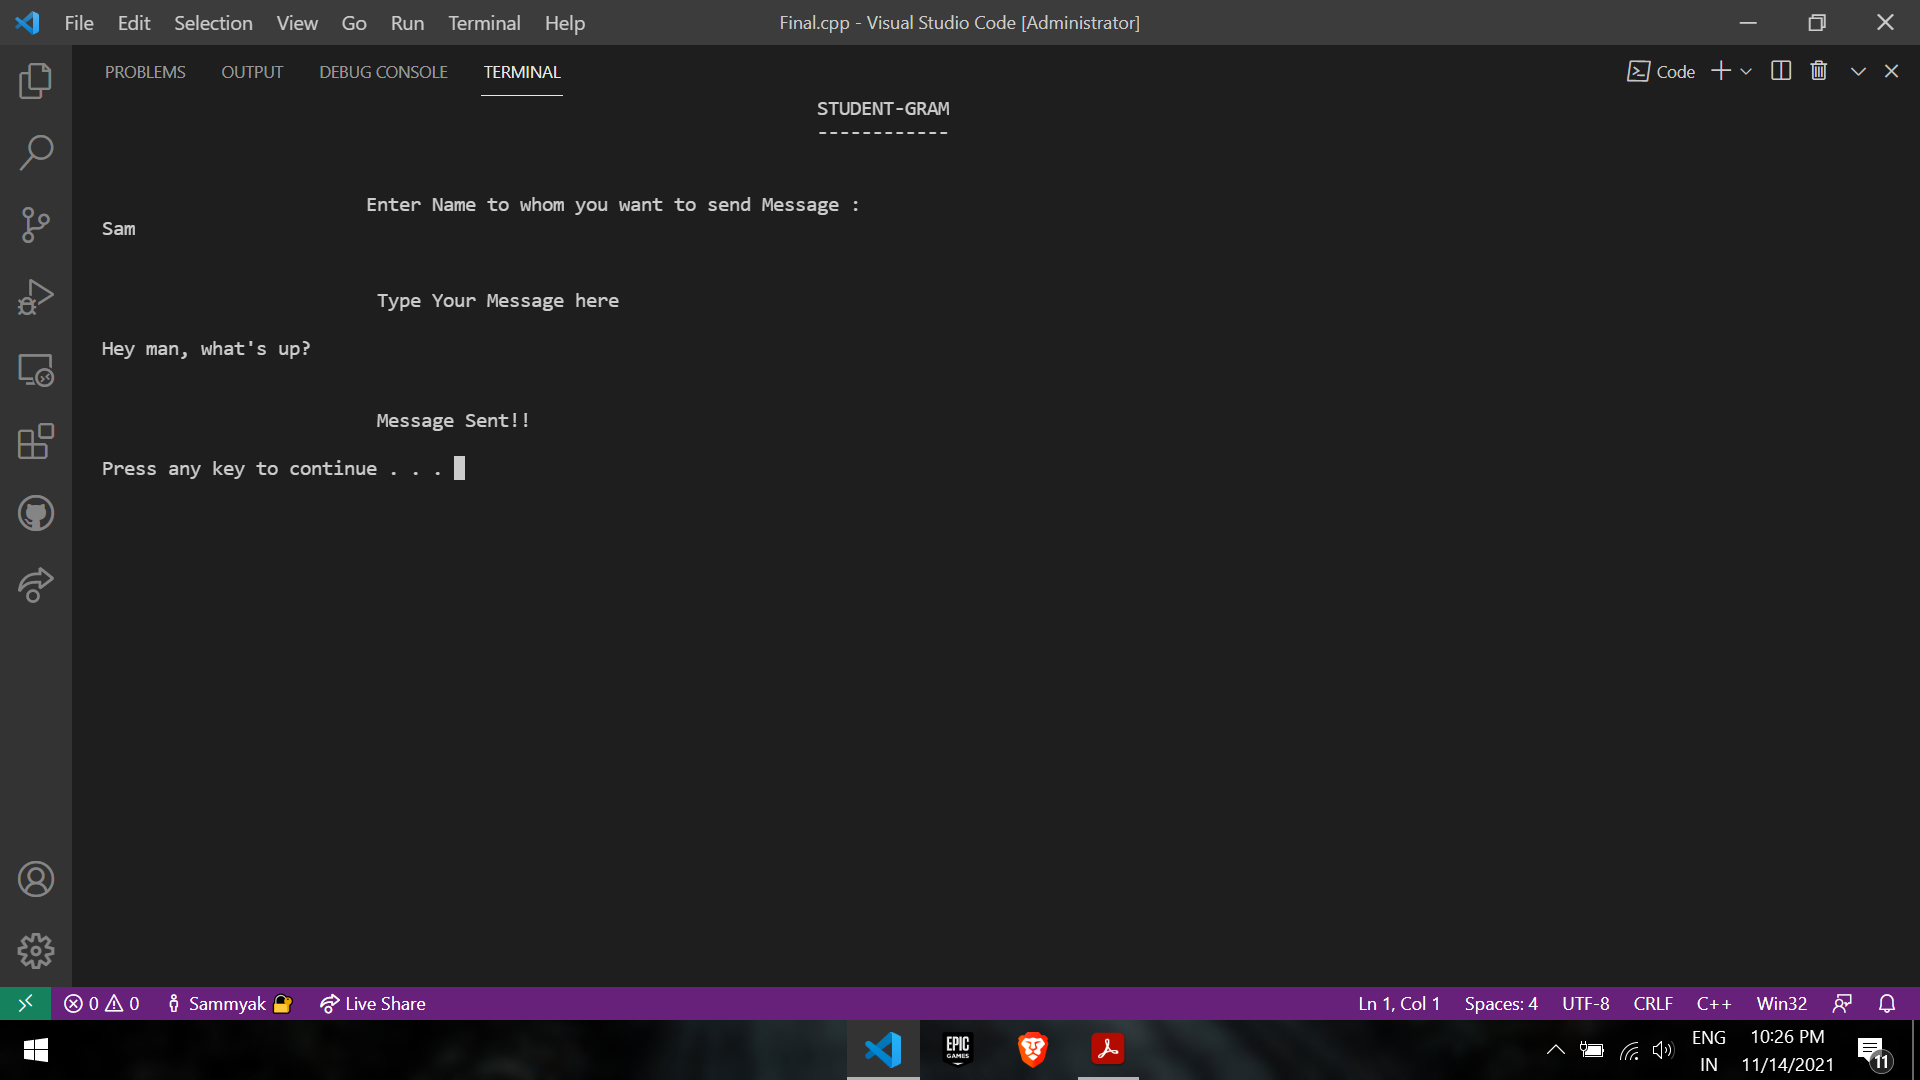 File Edit Selection View Go Run Terminal Help
Final.cpp - Visual Studio Code [Administrator]
PROBLEMS OUTPUT DEBUG CONSOLE TERMINAL
Code
STUDENT-GRAM
------------
Enter Name to whom you want to send Message :
Sam
Type Your Message here
Hey man, what's up?
Message Sent!!
Press any key to continue . . .
0 0 Sammyak Live Share
Ln 1, Col 1 Spaces: 4 UTF-8 CRLF C++ Win32
EPIC
GAMES
ENG
IN
10:26 PM
11/14/2021
11